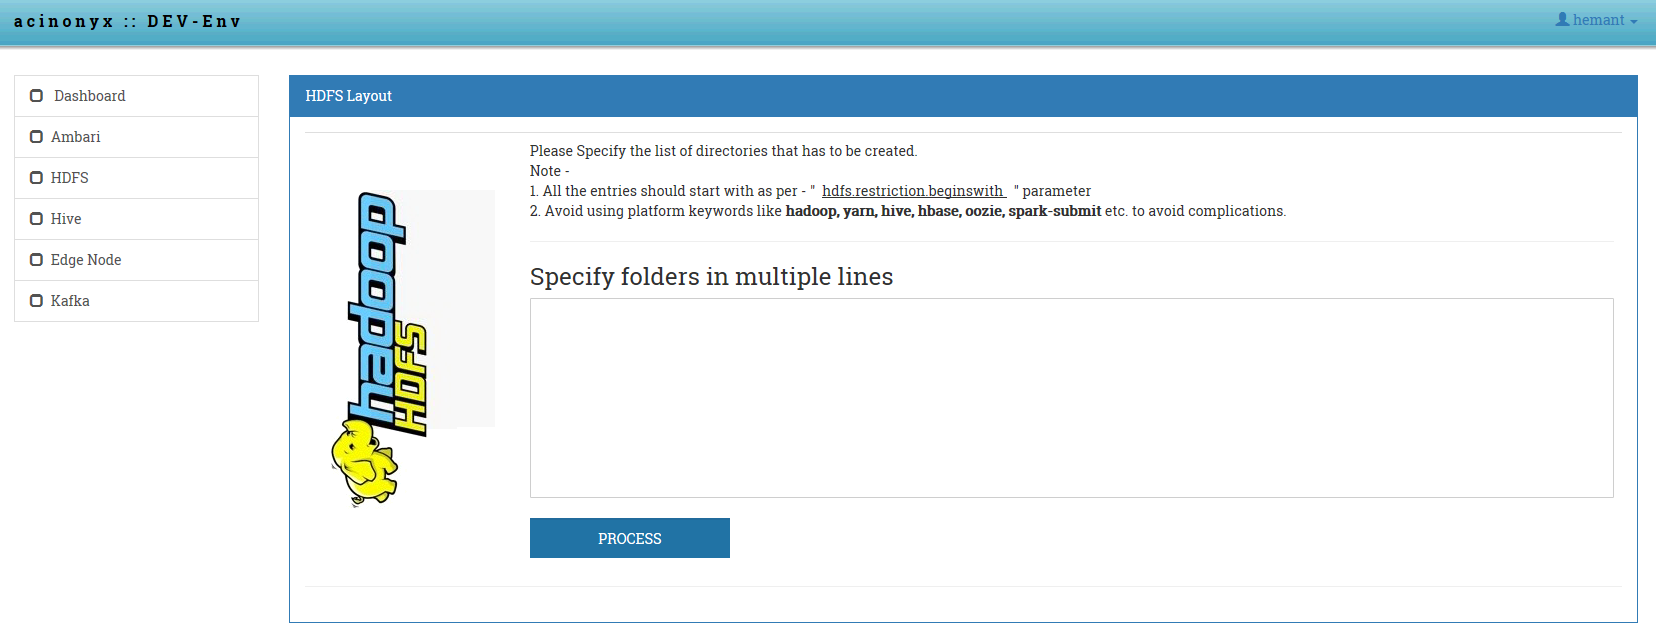 acinonyx :: DEV-Env
hemant
Dashboard
Ambari
HDFS
Hive
Edge Node
Kafka
HDFS Layout
hadoop
HDFS
Please Specify the list of directories that has to be created.
Note -
1. All the entries should start with as per - " hdfs.restriction.beginswith " parameter
2. Avoid using platform keywords like hadoop, yarn, hive, hbase, oozie, spark-submit etc. to avoid complications.
Specify folders in multiple lines
PROCESS